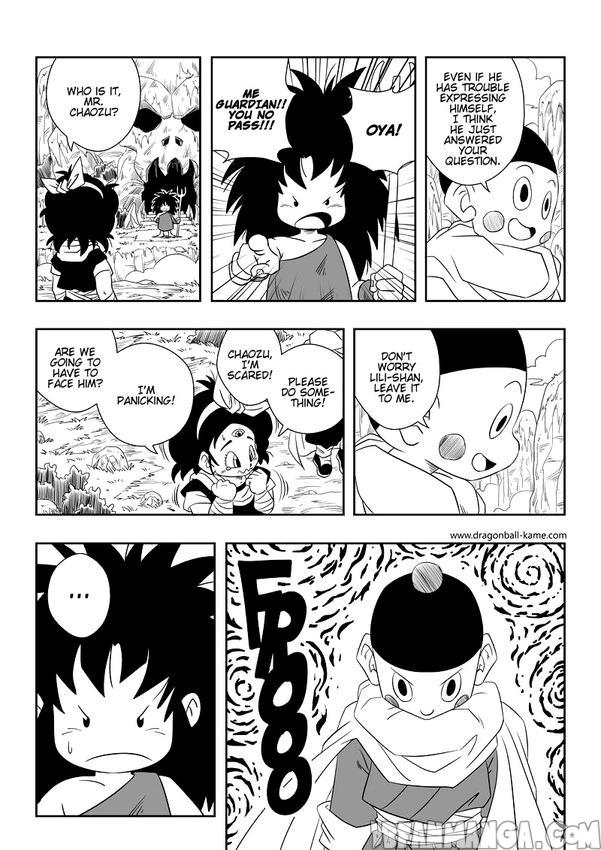 WHO IS IT,
MR.
CHAOZU?
ME
GUARDIAN!!
YOU NO
PASS!!!
OYA!
EVEN IF HE
HAS TROUBLE
EXPRESSING
HIMSELF,
I THINK
HE JUST
ANSWERED
YOUR
QUESTION.
ARE WE
GOING TO
HAVE TO
FACE HIM?
I'M
PANICKING!
CHAOZU,
I'M
SCARED!
PLEASE
DO SOME-
THING!
DON'T
WORRY
LILI-SHAN,
LEAVE IT
TO ME.
www.dragonball-kame.com
...
FROOO
DBFANMANGA.COM